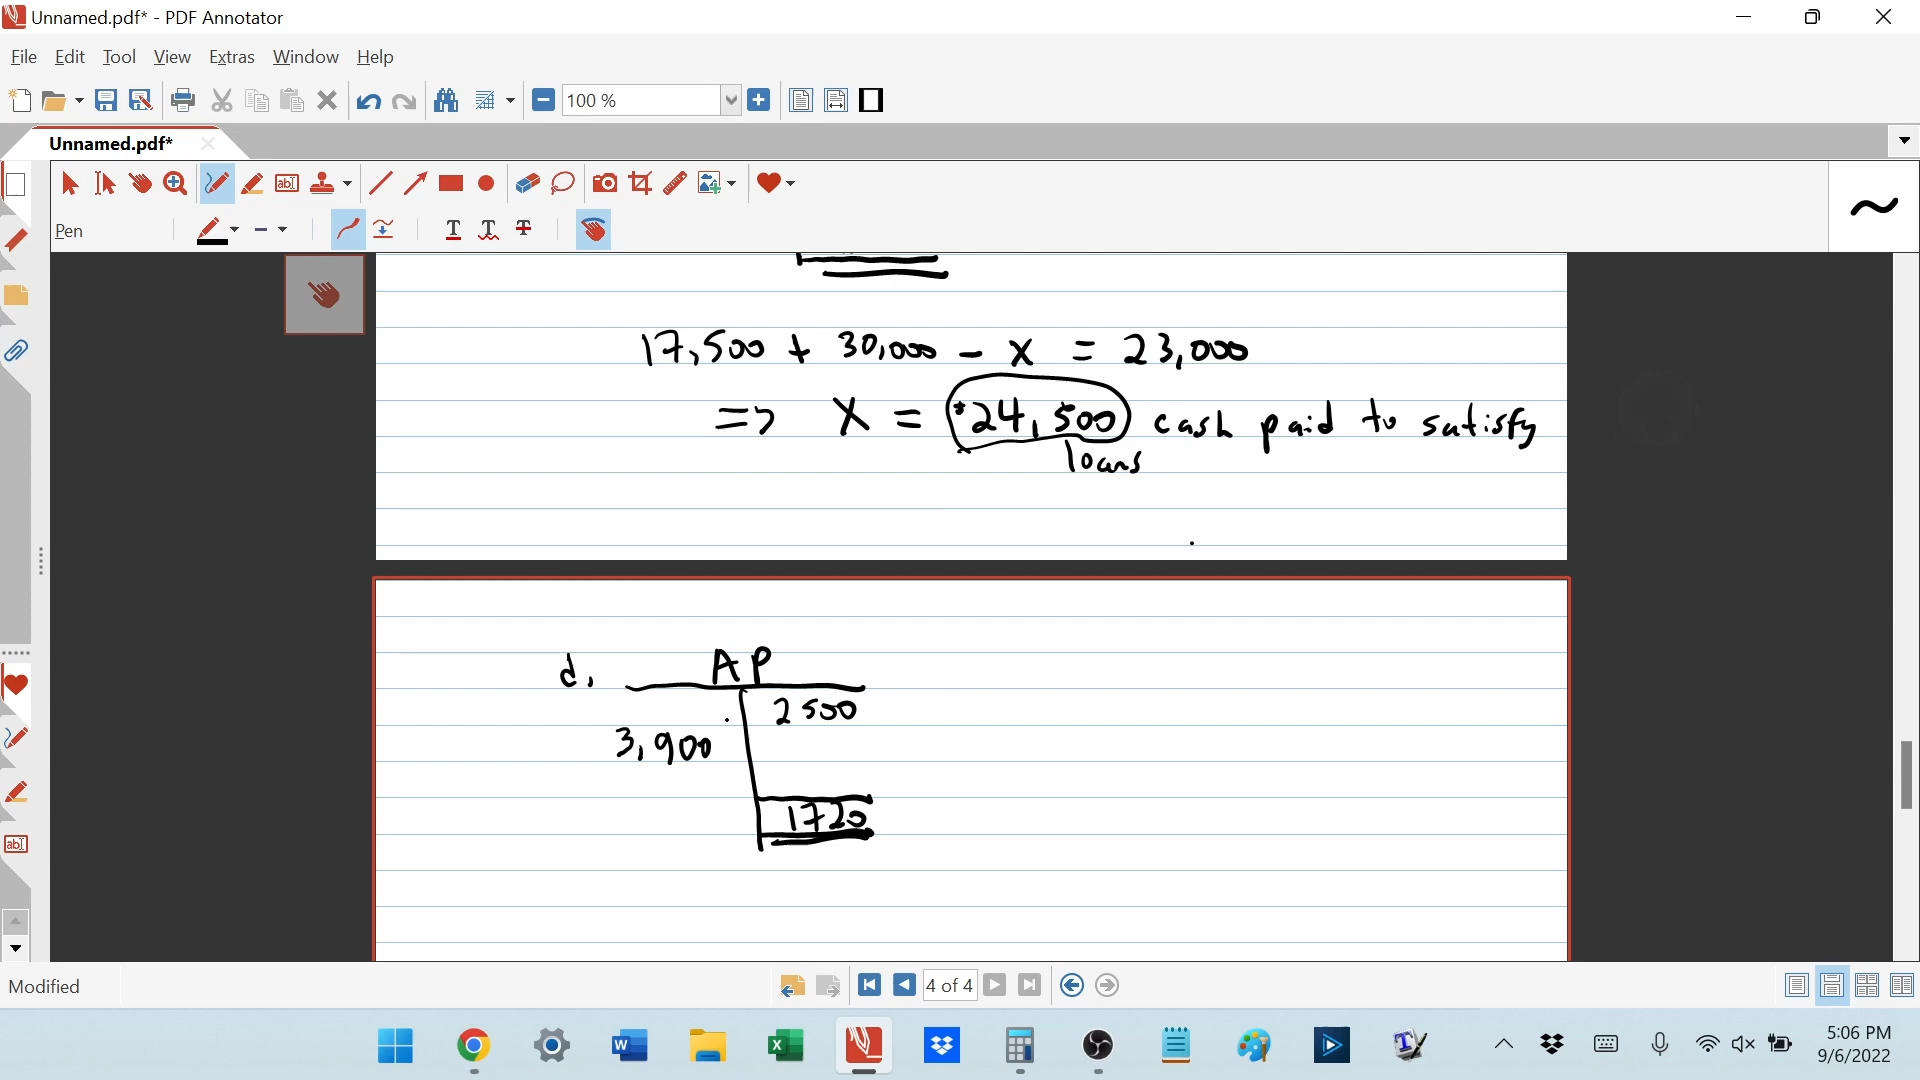 Unnamed.pdf* - PDF Annotator
File Edit Tool View Extras Window Help
100 %
Unnamed.pdf*
Pen
17,500 + 30,000 - x = 23,000
=> X = $24,500 cash paid to satisfy
loans
d. AP
2500
3,900
1720
Modified
4 of 4
5:06 PM
9/6/2022